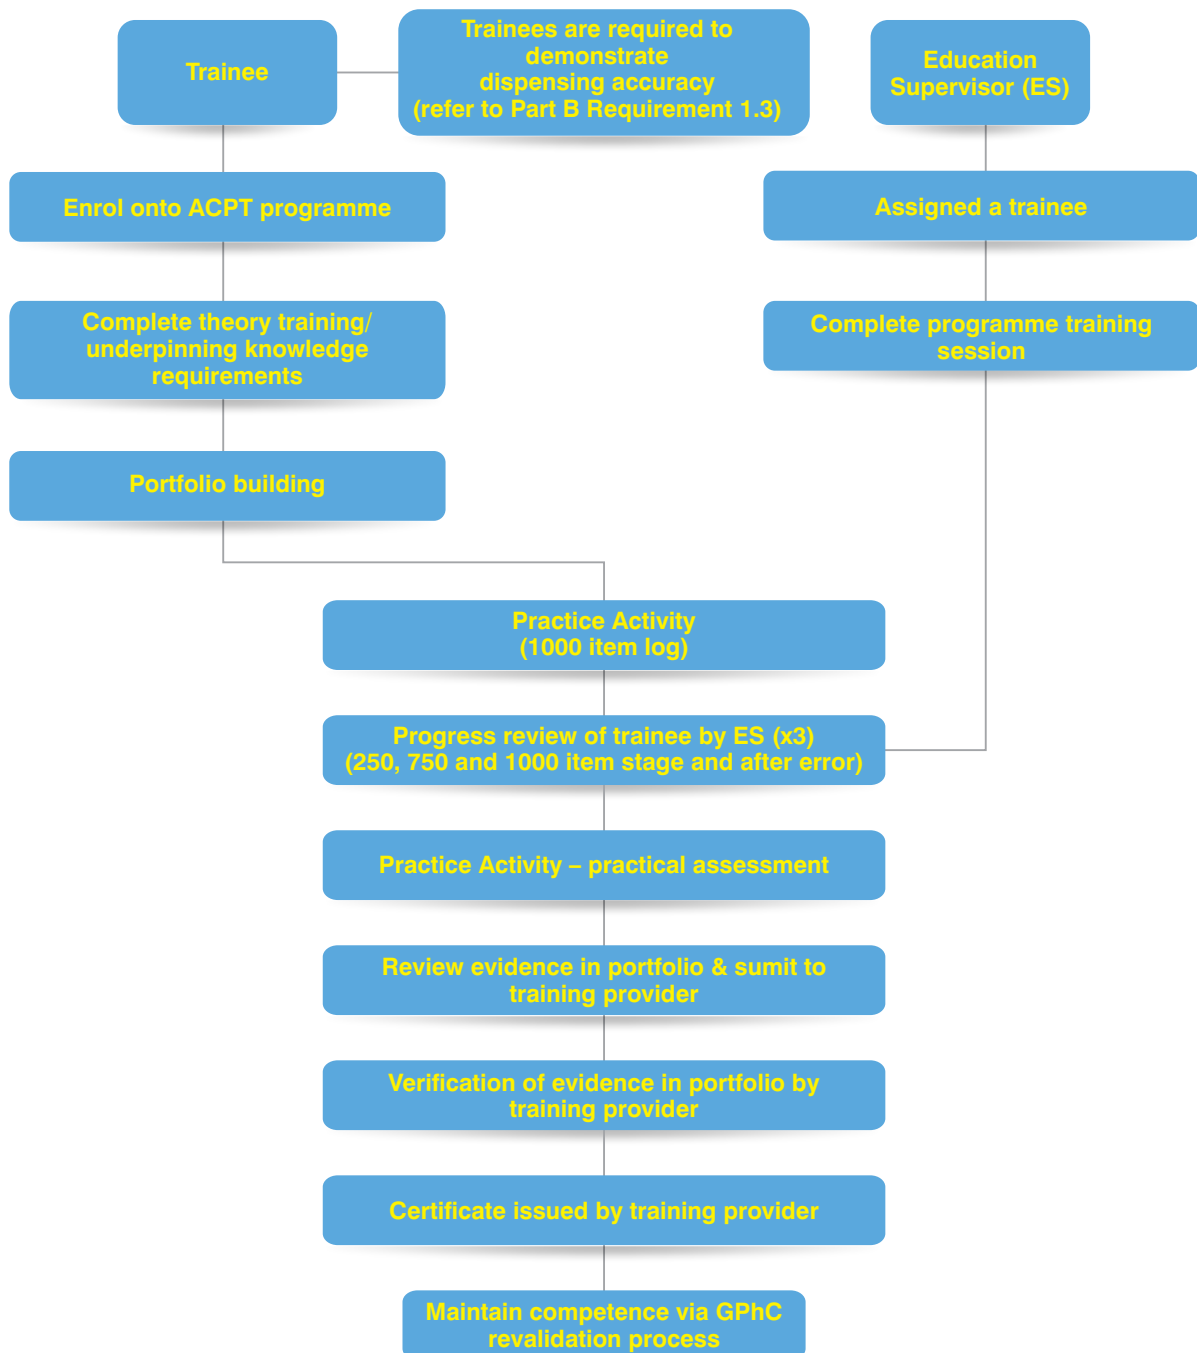 Trainee
Trainees are required to
demonstrate
dispensing accuracy
(refer to Part B Requirement 1.3)
Education
Supervisor (ES)
Enrol onto ACPT programme
Assigned a trainee
Complete theory training/
underpinning knowledge
requirements
Complete programme training
session
Portfolio building
Practice Activity
(1000 item log)
Progress review of trainee by ES (x3)
(250, 750 and 1000 item stage and after error)
Practice Activity – practical assessment
Review evidence in portfolio & sumit to
training provider
Verification of evidence in portfolio by
training provider
Certificate issued by training provider
Maintain competence via GPhC
revalidation process